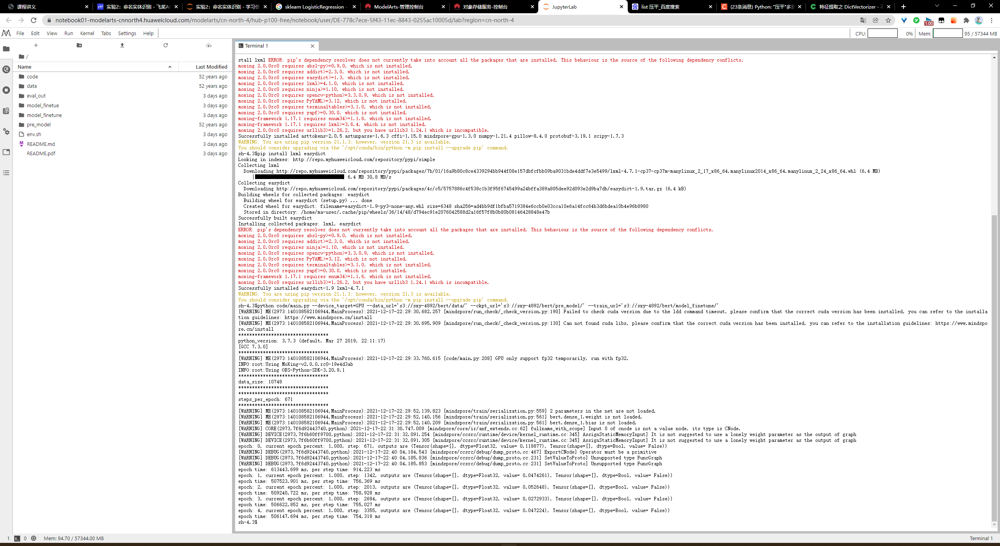 课程讲义
实验2：命名实体识别 - 飞桨AI
实验2：命名实体识别 - 学习使
sklearn LogisticRegression -
ModelArts-管理控制台
对象存储服务-控制台
JupyterLab
list 压平_百度搜索
(23条消息) Python: "压平"多重
特征提取之 DictVectorizer - 不
notebook01-modelarts-cnnorth4.huaweicloud.com/modelarts/cn-north-4/hub-p100-free/notebook/user/DE-778c7ece-5f43-11ec-8843-0255ac10005d/lab?region=cn-north-4
1.00
File Edit View Run Kernel Tabs Settings Help
CPU: 0% Mem: 95 / 57344 MB
/
Name Last Modified
code 52 years ago
data 52 years ago
eval_out 3 days ago
model_finetue 3 days ago
model_finetune 3 days ago
pre_model 52 years ago
env.sh 3 days ago
README.md 3 days ago
README.pdf 3 days ago
Terminal 1
stall lxml ERROR: pip's dependency resolver does not currently take into account all the packages that are installed. This behaviour is the source of the following dependency conflicts.
moxing 2.0.0rc0 requires absl-py>=0.9.0, which is not installed.
moxing 2.0.0rc0 requires addict>=2.3.0, which is not installed.
moxing 2.0.0rc0 requires easydict>=1.3, which is not installed.
moxing 2.0.0rc0 requires lxml>=4.1.0, which is not installed.
moxing 2.0.0rc0 requires ninja>=1.10, which is not installed.
moxing 2.0.0rc0 requires opencv-python>=3.3.0.9, which is not installed.
moxing 2.0.0rc0 requires PyYAML>=3.12, which is not installed.
moxing 2.0.0rc0 requires terminaltables>=3.1.0, which is not installed.
moxing 2.0.0rc0 requires yapf>=0.30.0, which is not installed.
moxing-framework 1.17.1 requires enum34>=1.1.6, which is not installed.
moxing-framework 1.17.1 requires lxml>=3.6.4, which is not installed.
moxing 2.0.0rc0 requires urllib3>=1.26.2, but you have urllib3 1.24.1 which is incompatible.
Successfully installed asttokens-2.0.5 astunparse-1.6.3 cffi-1.15.0 mindspore-gpu-1.3.0 numpy-1.21.4 pillow-8.4.0 protobuf-3.19.1 scipy-1.7.3
WARNING: You are using pip version 21.1.3; however, version 21.3 is available.
You should consider upgrading via the '/opt/conda/bin/python -m pip install --upgrade pip' command.
sh-4.3$pip install lxml easydict
Looking in indexes: http://repo.myhuaweicloud.com/repository/pypi/simple
Collecting lxml
Downloading http://repo.myhuaweicloud.com/repository/pypi/packages/7b/01/16a9b80c8ce4339294bb944f08e157dbfcfbb09031bde4ddf7e3e5499/lxml-4.7.1-cp37-cp37m-manylinux_2_17_x86_64.manylinux2014_x86_64.manylinux_2_24_x86_64.whl (6.4 MB)
| 6.4 MB 30.8 MB/s
Collecting easydict
Downloading http://repo.myhuaweicloud.com/repository/pypi/packages/4c/c5/5757886c4f538c1b3f95f6745499a24bffa389a805dee92d093e2d9ba7db/easydict-1.9.tar.gz (6.4 kB)
Building wheels for collected packages: easydict
Building wheel for easydict (setup.py) ... done
Created wheel for easydict: filename=easydict-1.9-py3-none-any.whl size=6348 sha256=ad4bb9df1bfba5719384e6ccb0e03cca10e6a14fcc64b3d6bdea10b4e96b8980
Stored in directory: /home/ma-user/.cache/pip/wheels/36/14/48/d794ec91e2076042588d2a16f57f8b0b80b08146428848e47b
Successfully built easydict
Installing collected packages: lxml, easydict
ERROR: pip's dependency resolver does not currently take into account all the packages that are installed. This behaviour is the source of the following dependency conflicts.
moxing 2.0.0rc0 requires absl-py>=0.9.0, which is not installed.
moxing 2.0.0rc0 requires addict>=2.3.0, which is not installed.
moxing 2.0.0rc0 requires ninja>=1.10, which is not installed.
moxing 2.0.0rc0 requires opencv-python>=3.3.0.9, which is not installed.
moxing 2.0.0rc0 requires PyYAML>=3.12, which is not installed.
moxing 2.0.0rc0 requires terminaltables>=3.1.0, which is not installed.
moxing 2.0.0rc0 requires yapf>=0.30.0, which is not installed.
moxing-framework 1.17.1 requires enum34>=1.1.6, which is not installed.
moxing 2.0.0rc0 requires urllib3>=1.26.2, but you have urllib3 1.24.1 which is incompatible.
Successfully installed easydict-1.9 lxml-4.7.1
WARNING: You are using pip version 21.1.3; however, version 21.3 is available.
You should consider upgrading via the '/opt/conda/bin/python -m pip install --upgrade pip' command.
sh-4.3$python code/main.py --device_target=GPU --data_url='s3://sxy-4892/bert/data/' --ckpt_url='s3://sxy-4892/bert/pre_model/' --train_url='s3://sxy-4892/bert/model_finetune/'
[WARNING] ME(2973:140108582106944,MainProcess):2021-12-17-22:29:30.682.257 [mindspore/run_check/_check_version.py:190] Failed to check cuda version due to the ldd command timeout, please confirm that the correct cuda version has been installed, you can refer to the installa
tion guidelines: https://www.mindspore.cn/install
[WARNING] ME(2973:140108582106944,MainProcess):2021-12-17-22:29:30.695.909 [mindspore/run_check/_check_version.py:130] Can not found cuda libs, please confirm that the correct cuda version has been installed, you can refer to the installation guidelines: https://www.mindspo
re.cn/install
*********************************
python_version: 3.7.3 (default, Mar 27 2019, 22:11:17)
[GCC 7.3.0]
*********************************
[WARNING] ME(2973:140108582106944,MainProcess):2021-12-17-22:29:33.760.615 [code/main.py:208] GPU only support fp32 temporarily, run with fp32.
INFO:root:Using MoXing-v2.0.0.rc0-19e4d3ab
INFO:root:Using OBS-Python-SDK-3.20.9.1
*********************************
data_size: 10748
*********************************
*********************************
steps_per_epoch: 671
*********************************
[WARNING] ME(2973:140108582106944,MainProcess):2021-12-17-22:29:52.139.823 [mindspore/train/serialization.py:559] 2 parameters in the net are not loaded.
[WARNING] ME(2973:140108582106944,MainProcess):2021-12-17-22:29:52.140.156 [mindspore/train/serialization.py:561] bert.dense_1.weight is not loaded.
[WARNING] ME(2973:140108582106944,MainProcess):2021-12-17-22:29:52.140.209 [mindspore/train/serialization.py:561] bert.dense_1.bias is not loaded.
[WARNING] CORE(2973,7f6d92443740,python):2021-12-17-22:31:30.747.009 [mindspore/core/ir/anf_extends.cc:62] fullname_with_scope] Input 0 of cnode is not a value node, its type is CNode.
[WARNING] DEVICE(2973,7f6b60ff9700,python):2021-12-17-22:31:32.091.254 [mindspore/ccsrc/runtime/device/kernel_runtime.cc:345] AssignStaticMemoryInput] It is not suggested to use a lonely weight parameter as the output of graph
[WARNING] DEVICE(2973,7f6b60ff9700,python):2021-12-17-22:31:32.091.305 [mindspore/ccsrc/runtime/device/kernel_runtime.cc:345] AssignStaticMemoryInput] It is not suggested to use a lonely weight parameter as the output of graph
epoch: 0, current epoch percent: 1.000, step: 671, outputs are (Tensor(shape=[], dtype=Float32, value= 0.118877), Tensor(shape=[], dtype=Bool, value= False))
[WARNING] DEBUG(2973,7f6d92443740,python):2021-12-17-22:40:04.184.543 [mindspore/ccsrc/debug/dump_proto.cc:467] ExportCNode] Operator must be a primitive
[WARNING] DEBUG(2973,7f6d92443740,python):2021-12-17-22:40:04.185.836 [mindspore/ccsrc/debug/dump_proto.cc:231] SetValueToProto] Unsupported type FuncGraph
[WARNING] DEBUG(2973,7f6d92443740,python):2021-12-17-22:40:04.185.853 [mindspore/ccsrc/debug/dump_proto.cc:231] SetValueToProto] Unsupported type FuncGraph
epoch time: 613443.699 ms, per step time: 914.223 ms
epoch: 1, current epoch percent: 1.000, step: 1342, outputs are (Tensor(shape=[], dtype=Float32, value= 0.0474261), Tensor(shape=[], dtype=Bool, value= False))
epoch time: 507523.901 ms, per step time: 756.369 ms
epoch: 2, current epoch percent: 1.000, step: 2013, outputs are (Tensor(shape=[], dtype=Float32, value= 0.052648), Tensor(shape=[], dtype=Bool, value= False))
epoch time: 509240.722 ms, per step time: 758.928 ms
epoch: 3, current epoch percent: 1.000, step: 2684, outputs are (Tensor(shape=[], dtype=Float32, value= 0.0272933), Tensor(shape=[], dtype=Bool, value= False))
epoch time: 506622.852 ms, per step time: 755.027 ms
epoch: 4, current epoch percent: 1.000, step: 3355, outputs are (Tensor(shape=[], dtype=Float32, value= 0.047224), Tensor(shape=[], dtype=Bool, value= False))
epoch time: 506147.694 ms, per step time: 754.318 ms
sh-4.3$
1 0 Mem: 94.70 / 57344.00 MB Terminal 1